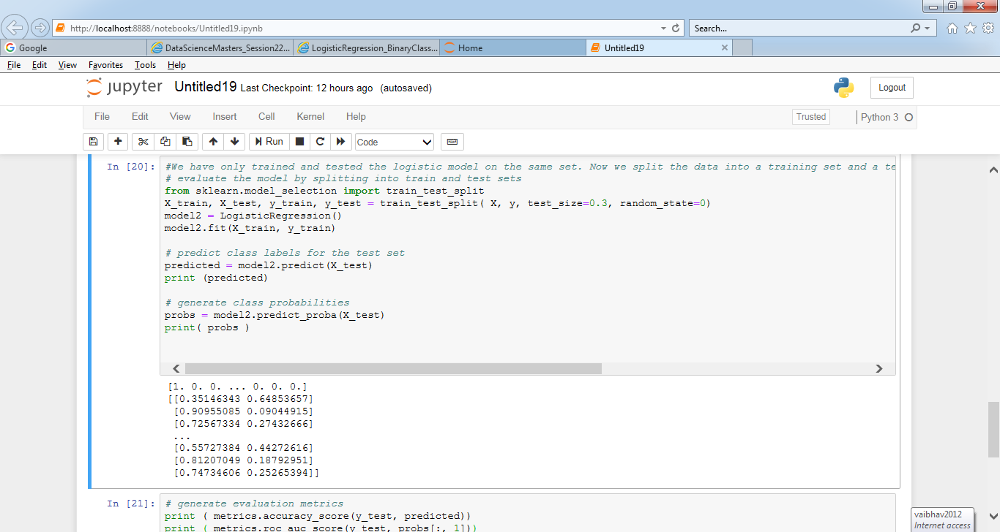 http://localhost:8888/notebooks/Untitled19.ipynb
Search...
Google
DataScienceMasters_Session22...
LogisticRegression_BinaryClass...
Home
Untitled19
File Edit View Favorites Tools Help
jupyter Untitled19 Last Checkpoint: 12 hours ago (autosaved)
Logout
File Edit View Insert Cell Kernel Help
Trusted
Python 3
Run
Code
In [20]:
#We have only trained and tested the logistic model on the same set. Now we split the data into a training set and a te
# evaluate the model by splitting into train and test sets
from sklearn.model_selection import train_test_split
X_train, X_test, y_train, y_test = train_test_split( X, y, test_size=0.3, random_state=0)
model2 = LogisticRegression()
model2.fit(X_train, y_train)
# predict class labels for the test set
predicted = model2.predict(X_test)
print (predicted)
# generate class probabilities
probs = model2.predict_proba(X_test)
print( probs )
[1. 0. 0. ... 0. 0. 0.]
[[0.35146343 0.64853657]
[0.90955085 0.09044915]
[0.72567334 0.27432666]
...
[0.55727384 0.44272616]
[0.81207049 0.18792951]
[0.74734606 0.25265394]]
In [21]:
# generate evaluation metrics
print ( metrics.accuracy_score(y_test, predicted))
print ( metrics.roc_auc_score(y_test, probs[:, 1]))
vaibhav2012
Internet access